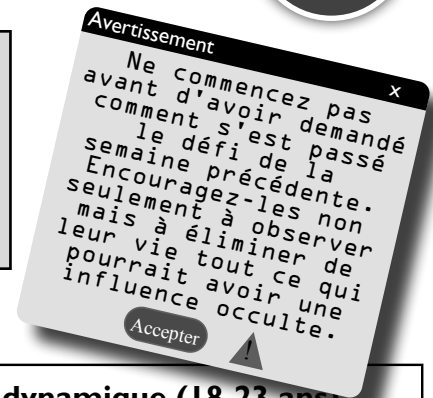 Avertissement
x
Ne commencez pas
avant d'avoir demandé
comment s'est passé
le défi de la
semaine précédente.
Encouragez-les non
seulement à observer
mais à éliminer de
leur vie tout ce qui
pourrait avoir une
influence occulte.
Accepter
!
dynamique (18-23 ans)